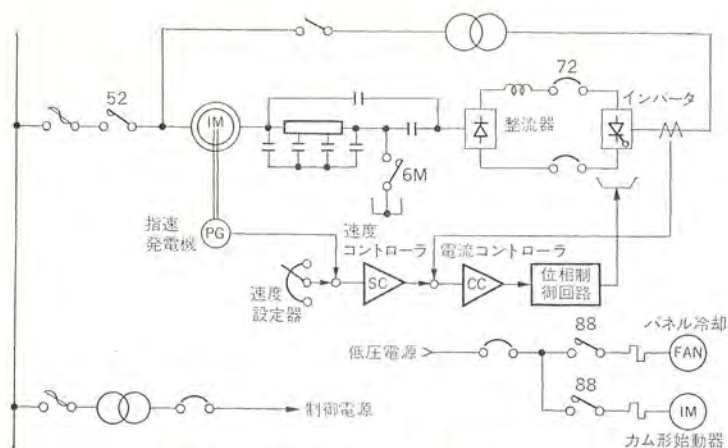 52
IM
72
インバータ
整流器
6M
指速
発電機
PG
速度
コントローラ
電流コントローラ
速度
設定器
SC
CC
位相制
御回路
低圧電源
88
パネル冷却
FAN
88
IM
カム形始動器
制御電源